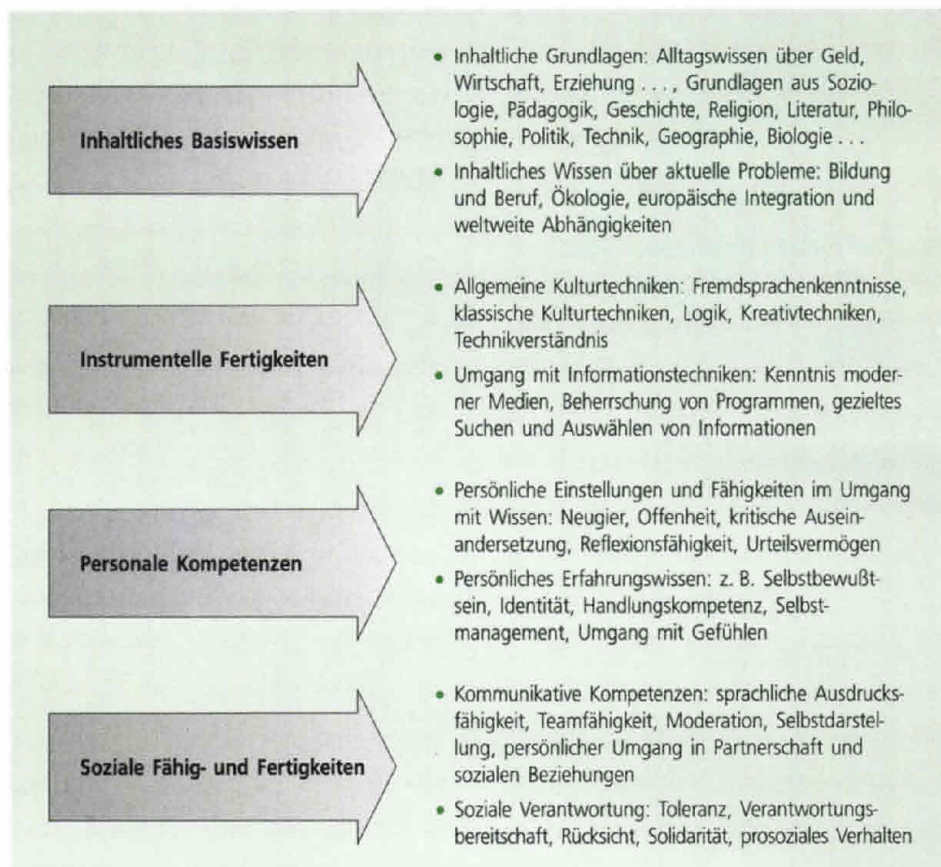 Inhaltliches Basiswissen
• Inhaltliche Grundlagen: Alltagswissen über Geld,
Wirtschaft, Erziehung . . ., Grundlagen aus Sozio-
logie, Pädagogik, Geschichte, Religion, Literatur, Philo-
sophie, Politik, Technik, Geographie, Biologie . . .
• Inhaltliches Wissen über aktuelle Probleme: Bildung
und Beruf, Ökologie, europäische Integration und
weltweite Abhängigkeiten
Instrumentelle Fertigkeiten
• Allgemeine Kulturtechniken: Fremdsprachenkenntnisse,
klassische Kulturtechniken, Logik, Kreativtechniken,
Technikverständnis
• Umgang mit Informationstechniken: Kenntnis moder-
ner Medien, Beherrschung von Programmen, gezieltes
Suchen und Auswählen von Informationen
Personale Kompetenzen
• Persönliche Einstellungen und Fähigkeiten im Umgang
mit Wissen: Neugier, Offenheit, kritische Ausein-
andersetzung, Reflexionsfähigkeit, Urteilsvermögen
• Persönliches Erfahrungswissen: z. B. Selbstbewußt-
sein, Identität, Handlungskompetenz, Selbst-
management, Umgang mit Gefühlen
Soziale Fähig- und Fertigkeiten
• Kommunikative Kompetenzen: sprachliche Ausdrucks-
fähigkeit, Teamfähigkeit, Moderation, Selbstdarstel-
lung, persönlicher Umgang in Partnerschaft und
sozialen Beziehungen
• Soziale Verantwortung: Toleranz, Verantwortungs-
bereitschaft, Rücksicht, Solidarität, prosoziales Verhalten